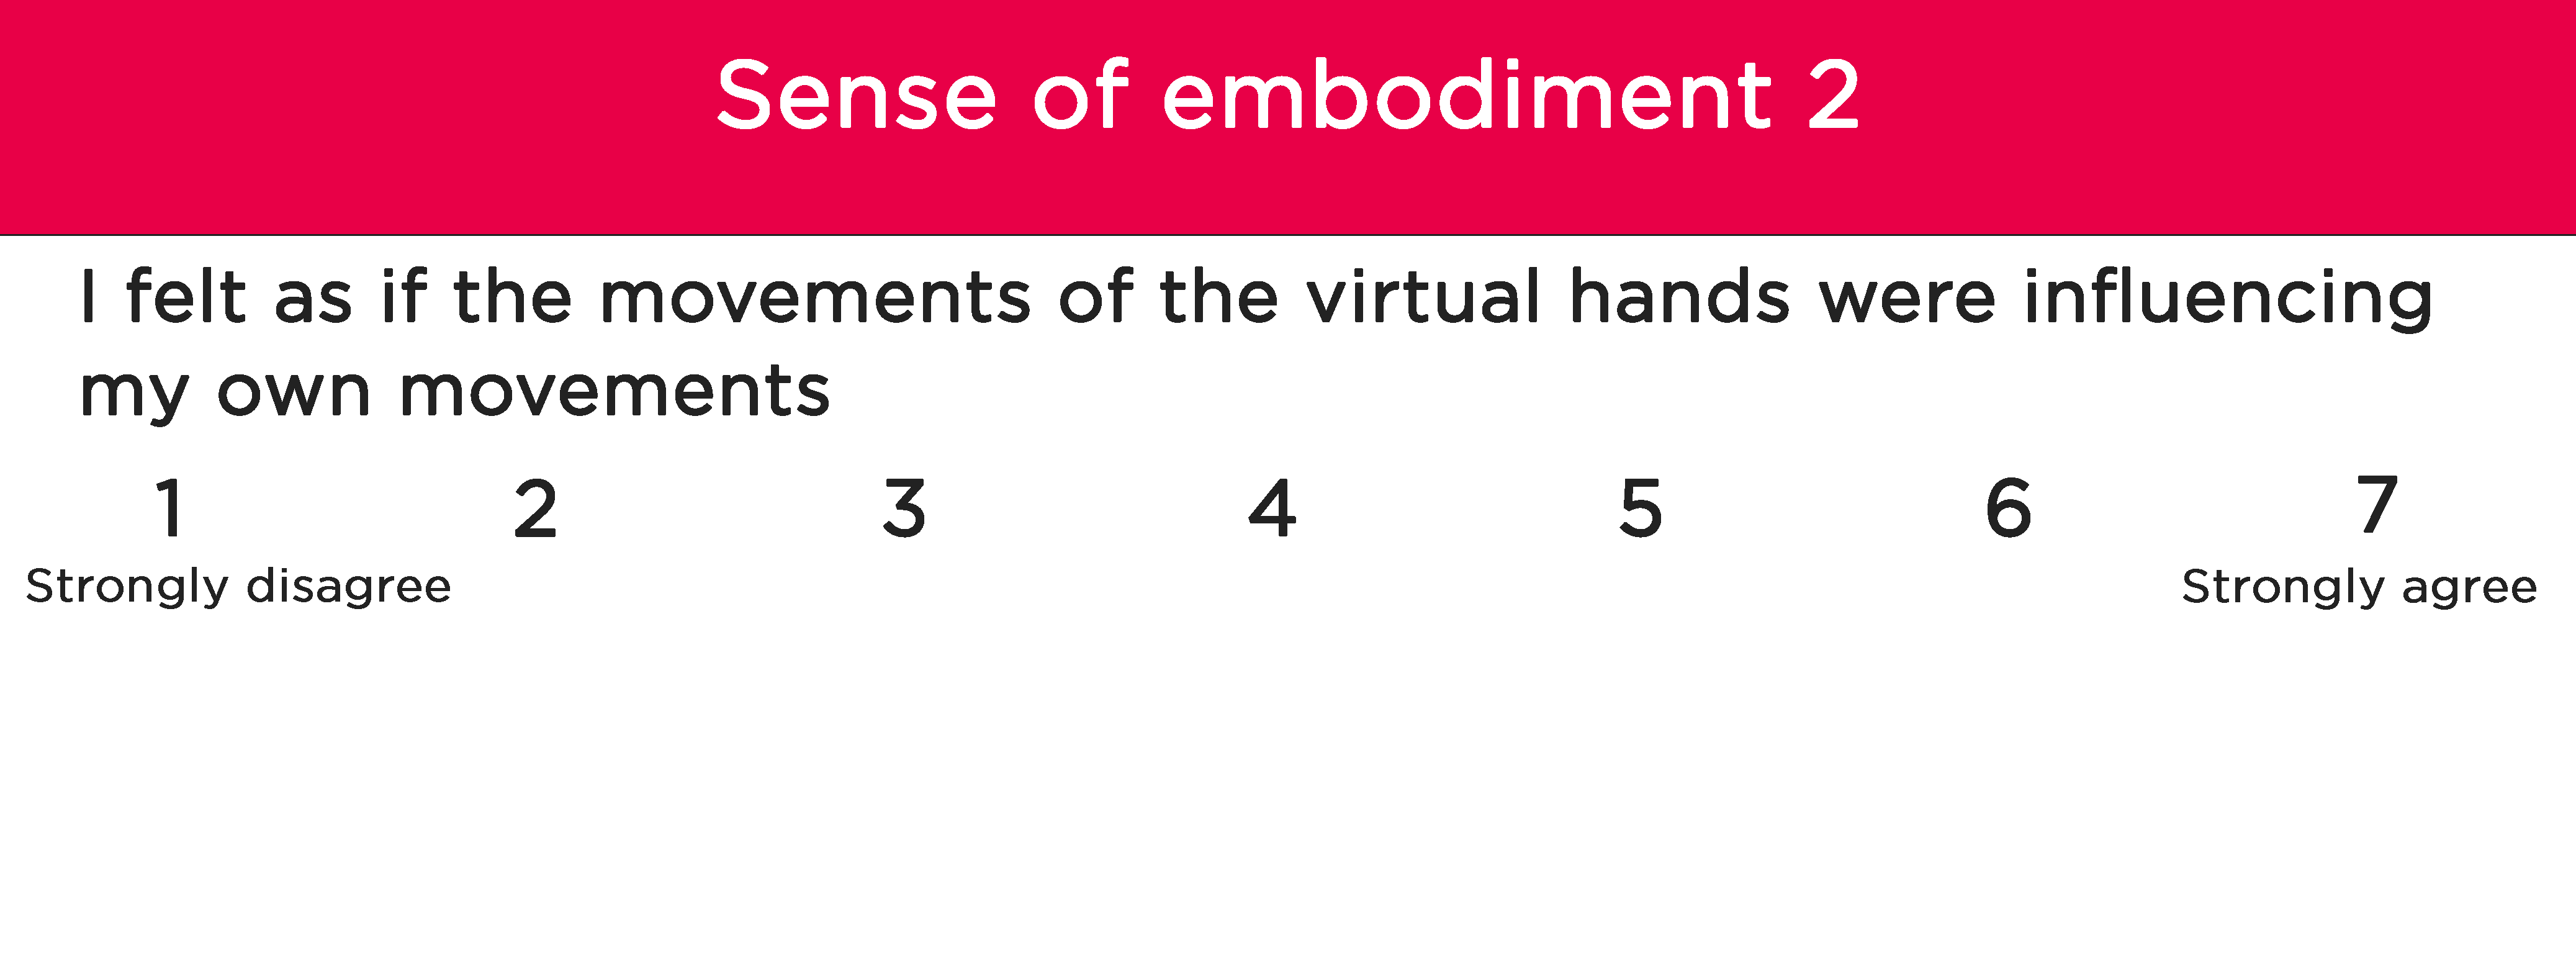 Sense of embodiment 2
I felt as if the movements of the virtual hands were influencing
my own movements
1 2 3 4 5 6 7
Strongly disagree Strongly agree